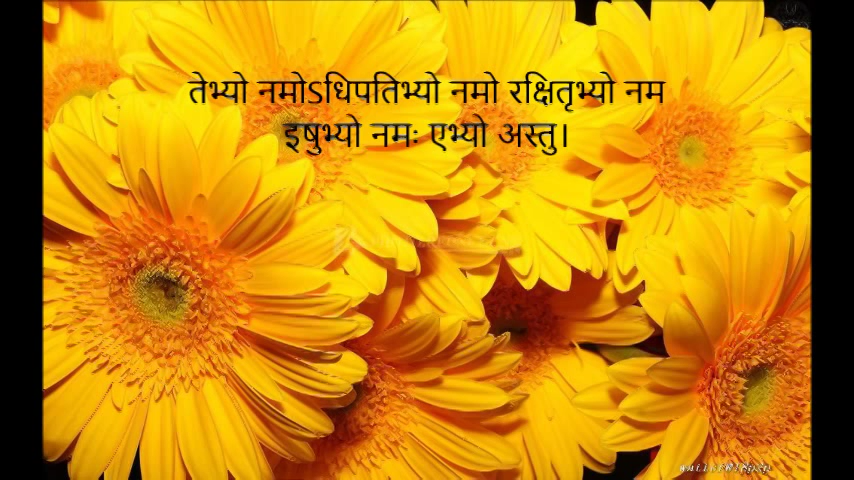 तेभ्यो नमोऽधिपतिभ्यो नमो रक्षितृभ्यो नम
इषुभ्यो नमः एभ्यो अस्तु।